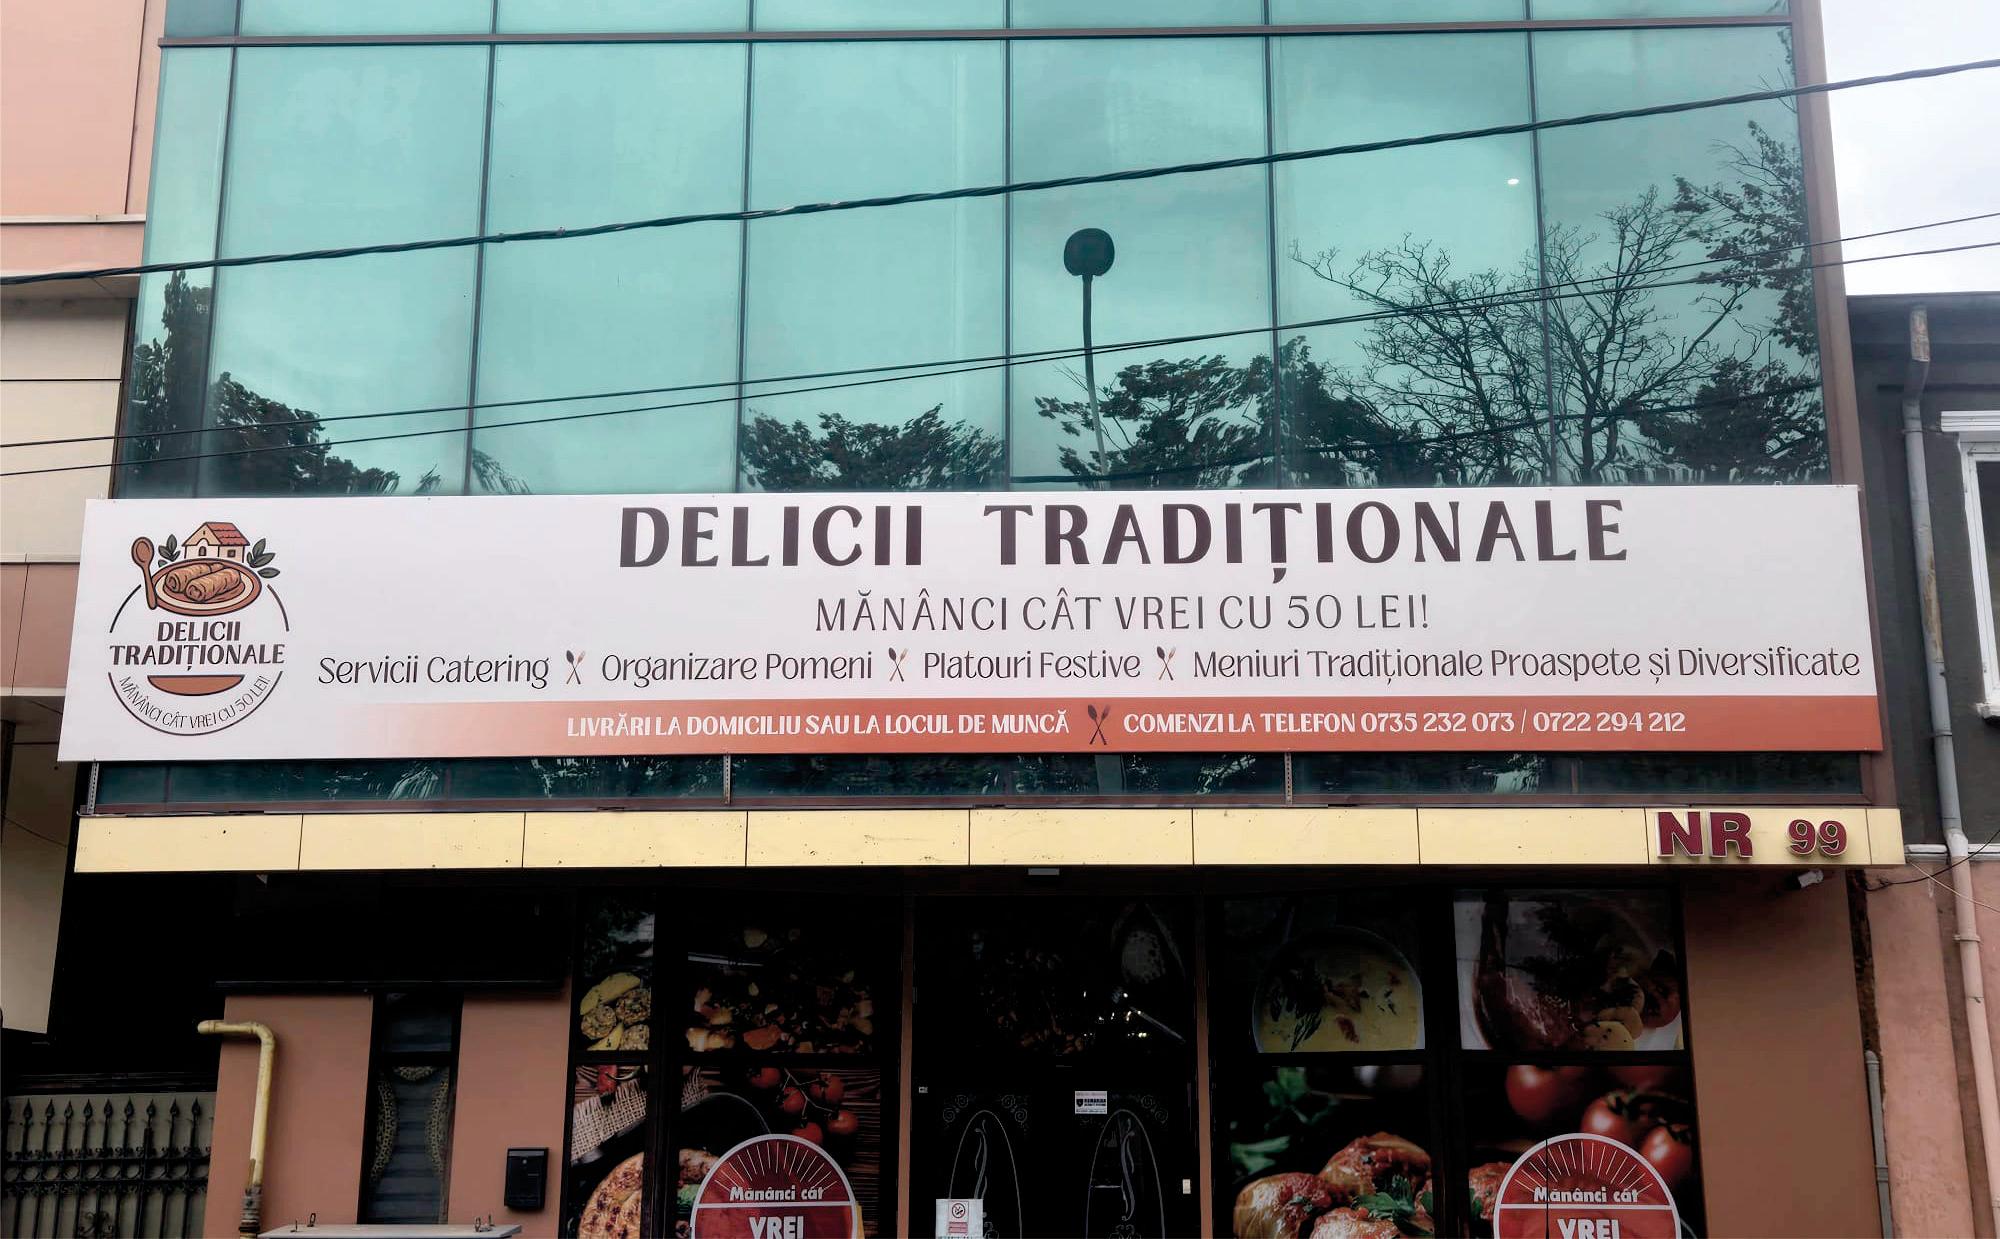 DELICII TRADIȚIONALE
MĂNÂNCI CÂT VREI CU 50 LEI!
Servicii Catering Organizare Pomeni Platouri Festive Meniuri Tradiționale Proaspete și Diversificate
LIVRĂRI LA DOMICILIU SAU LA LOCUL DE MUNCĂ COMENZI LA TELEFON 0735 232 073 / 0722 294 212
DELICII
TRADIȚIONALE
MĂNÂNCI CÂT VREI CU 50 LEI!
NR 99
Mănânci cât
VREI
Mănânci cât
VREI